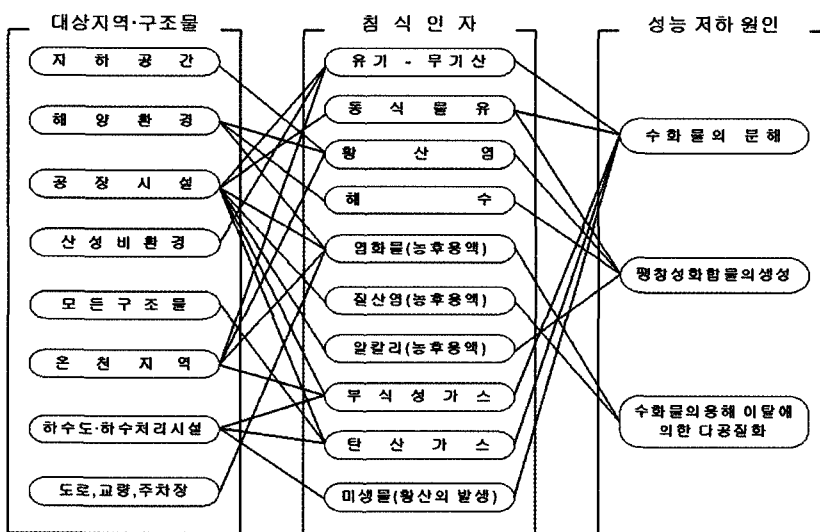 대상지역·구조물
지 하 공 간
해 양 환 경
공 장 시 설
산 성 비 환 경
모 든 구 조 물
온 천 지 역
하수도·하수처리시설
도로,교량,주차장
침 식 인 자
유 기 - 무 기 산
동 식 물 유
황 산 염
해 수
염화물(농후용액)
질산염(농후용액)
알칼리(농후용액)
부 식 성 가 스
탄 산 가 스
미생물(황산의 발생)
성능 저하 원인
수 화 물 의 분 해
팽창성화합물의생성
수화물의용해 이탈에
의한 다공질화